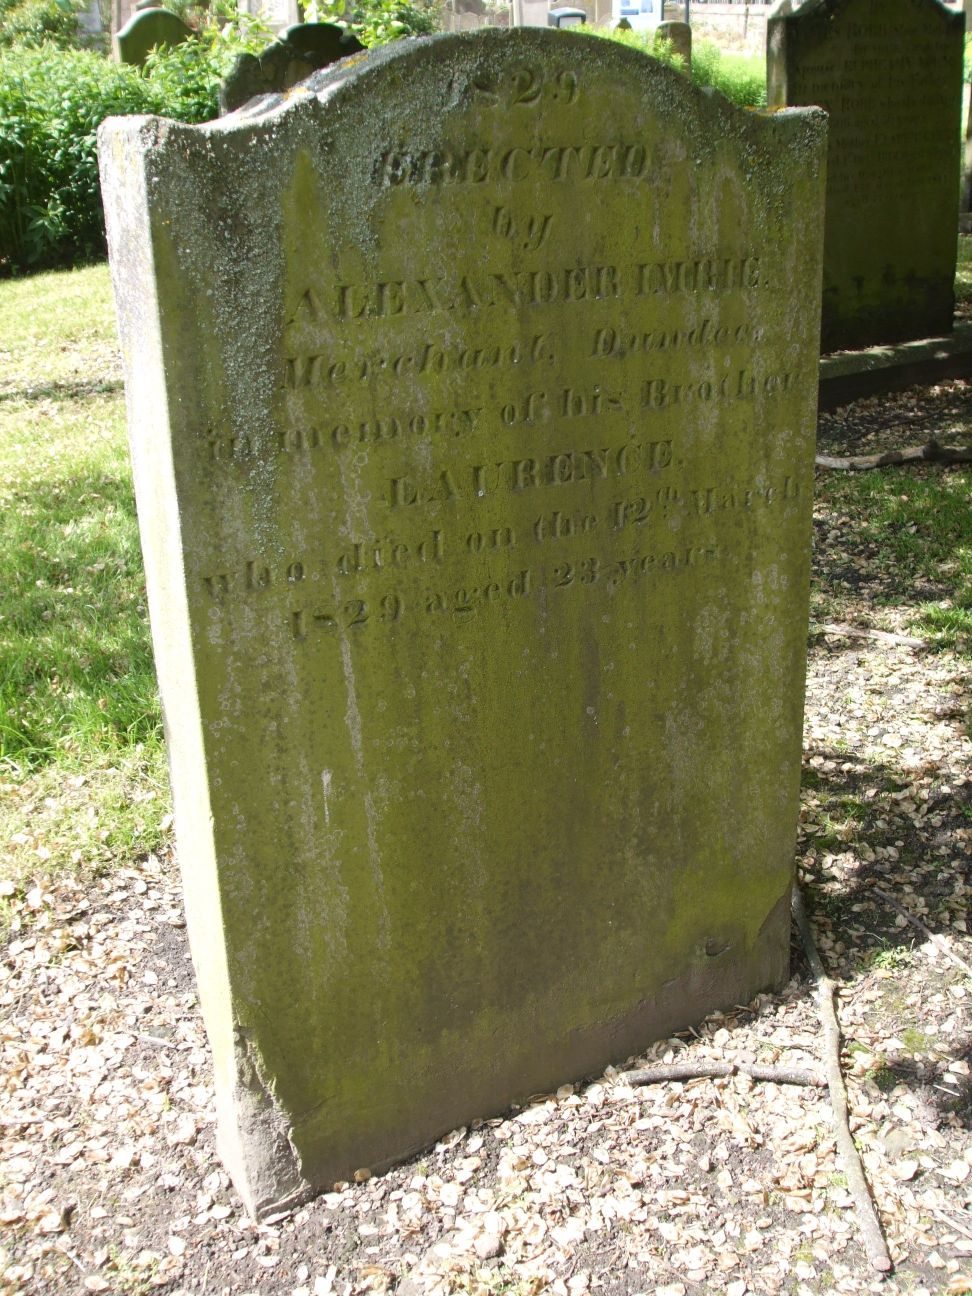 1829
ERECTED
by
ALEXANDER IMRIE.
Merchant, Dundee,
in memory of his Brother
LAURENCE.
who died on the 12th March
1829 aged 23 years